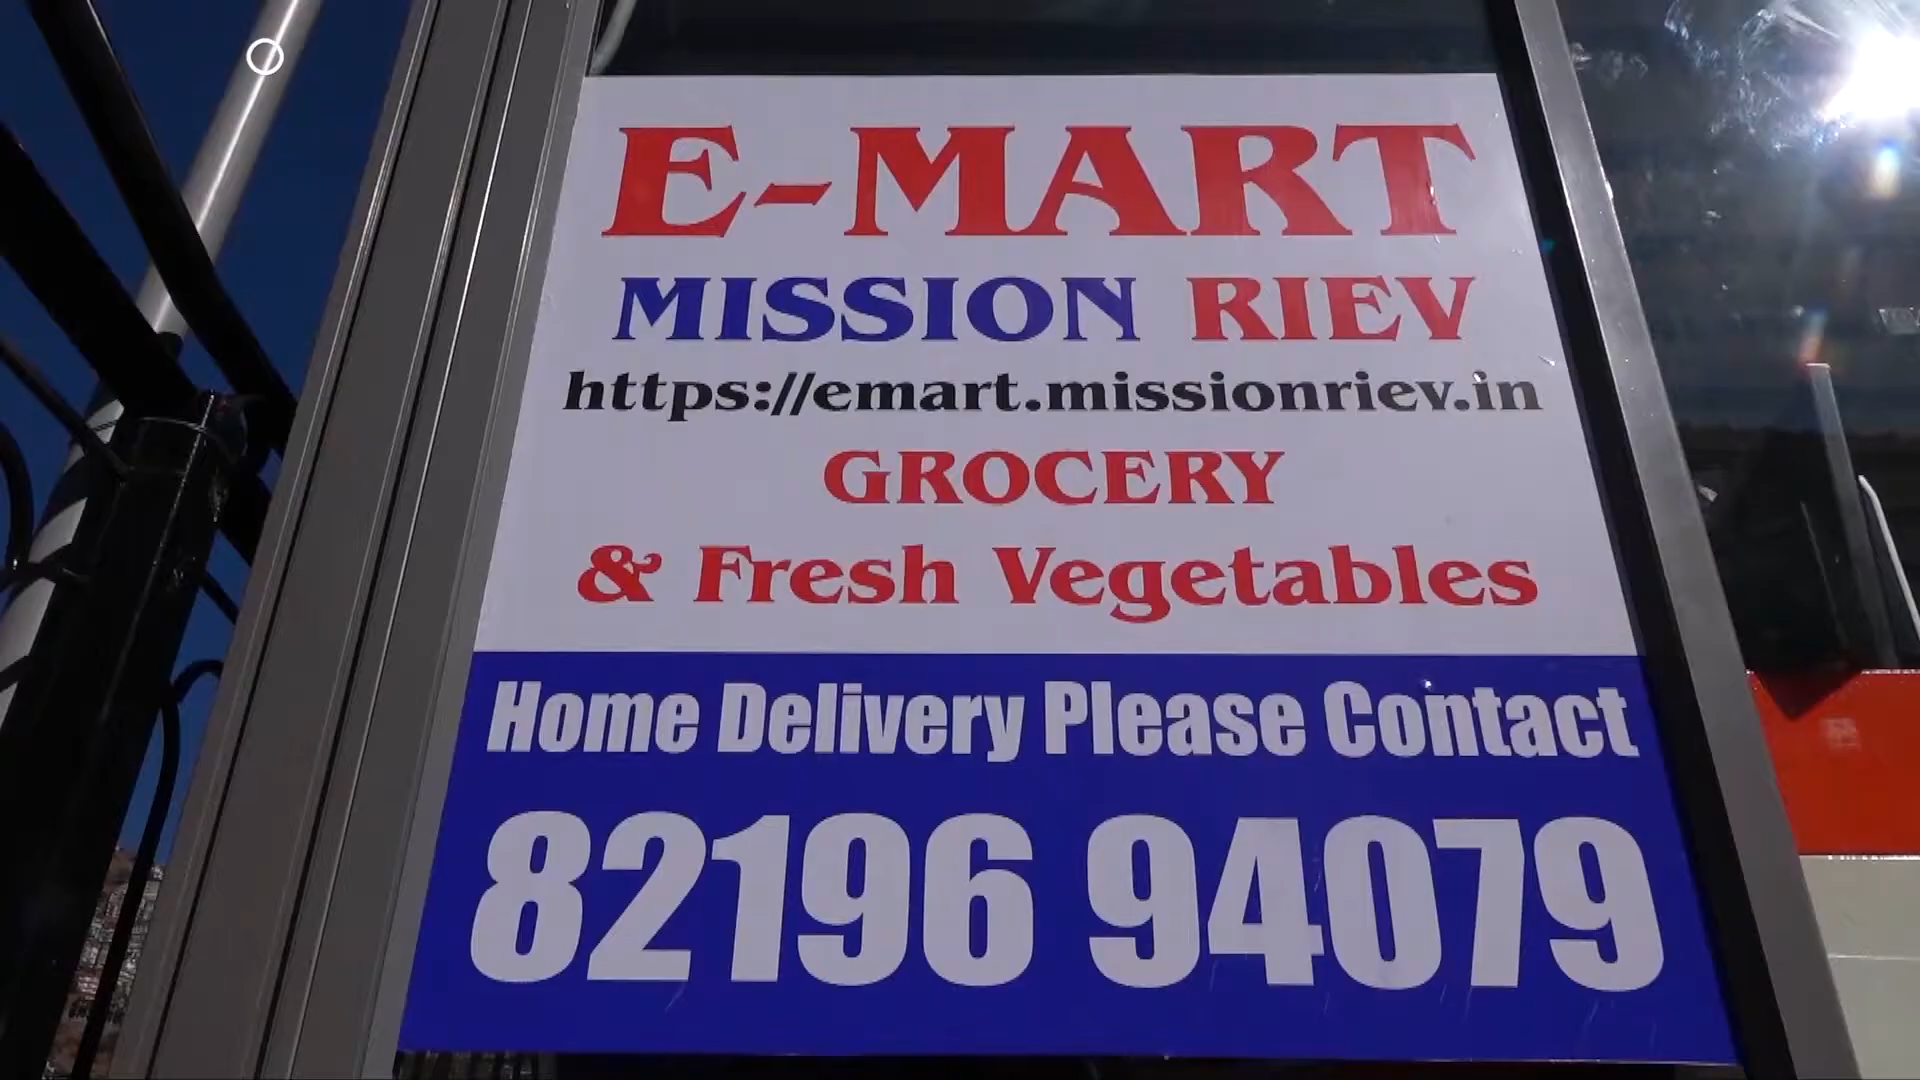 E-MART
MISSION RIEV
https://emart.missionriev.in
GROCERY
& Fresh Vegetables
Home Delivery Please Contact
82196 94079